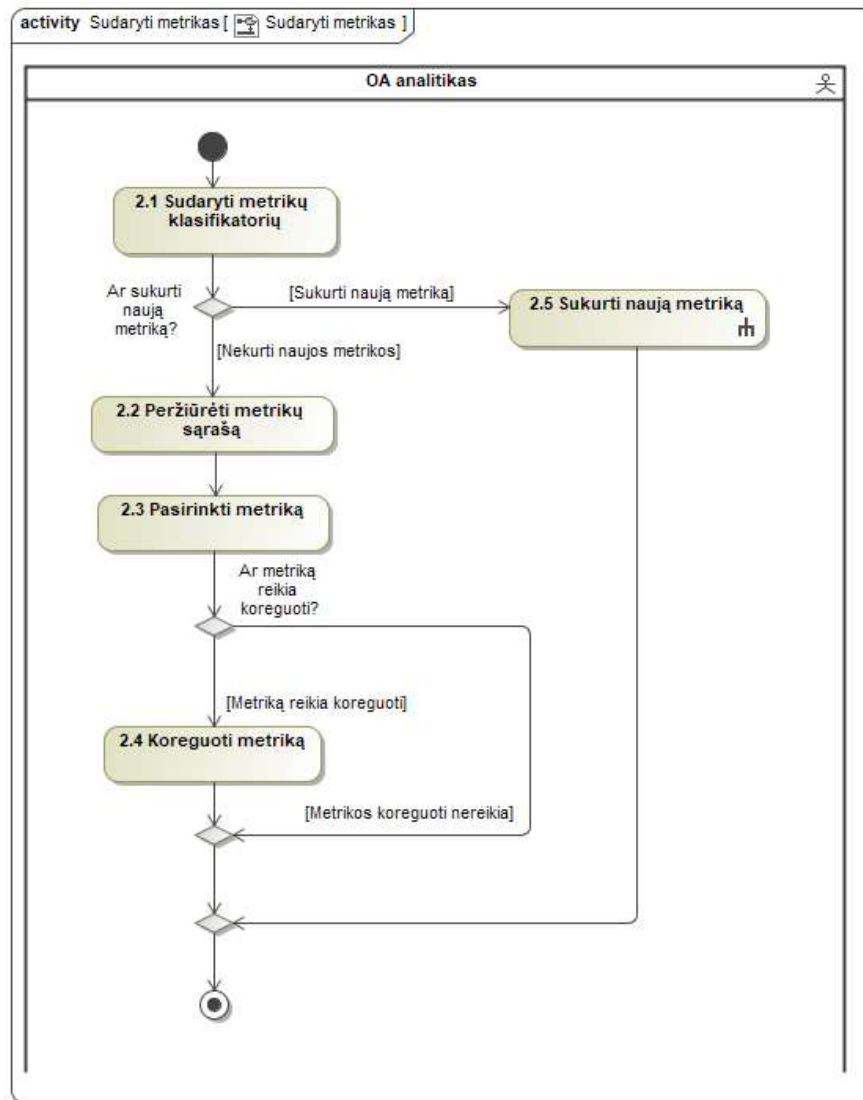 activity Sudaryti metrikas [ Sudaryti metrikas ]
OA analitikas
2.1 Sudaryti metrikų
klasifikatorių
Ar sukurti
naują
metriką?
[Sukurti naują metriką]
2.5 Sukurti naują metriką
[Nekurti naujos metrikos]
2.2 Peržiūrėti metrikų
sąrašą
2.3 Pasirinkti metriką
Ar metriką
reikia
koreguoti?
[Metriką reikia koreguoti]
2.4 Koreguoti metriką
[Metrikos koreguoti nereikia]